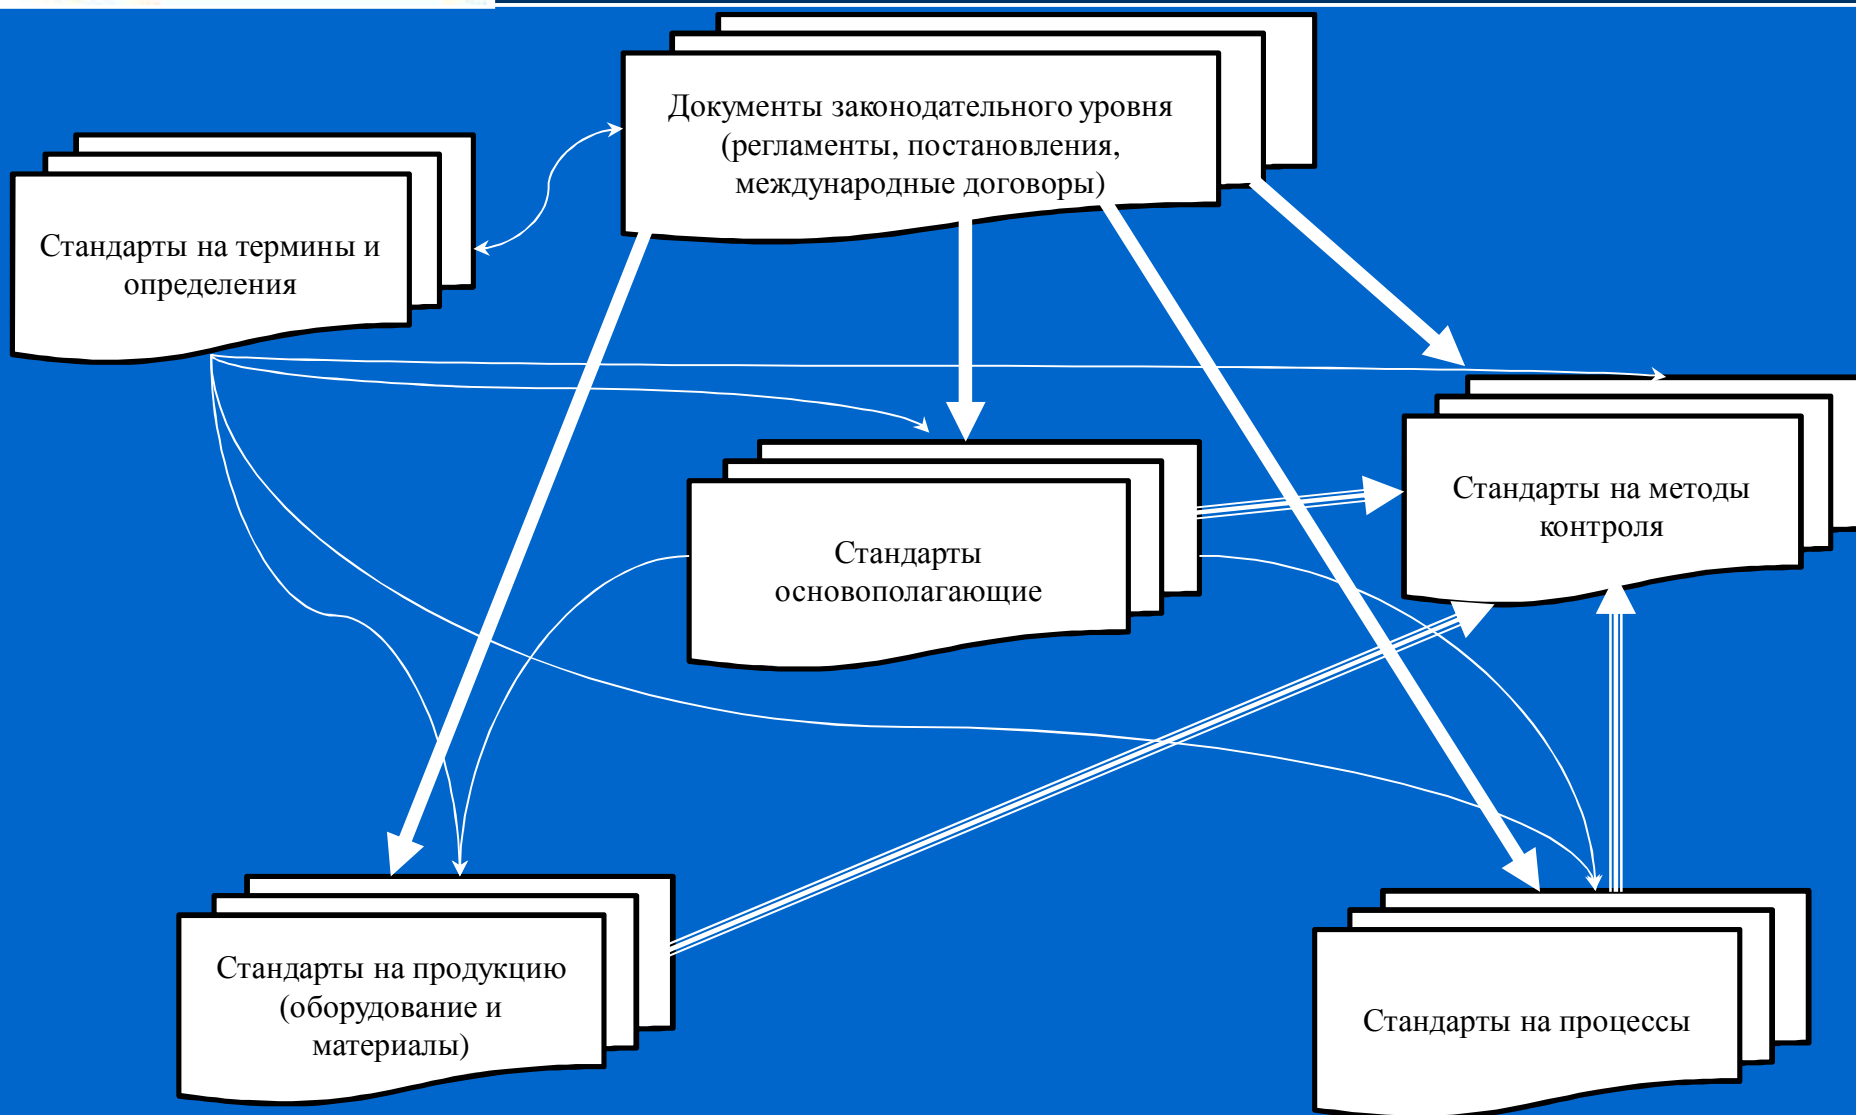 Документы законодательного уровня
(регламенты, постановления,
международные договоры)
Стандарты на термины и
определения
Стандарты на методы
контроля
Стандарты
основополагающие
Стандарты на продукцию
(оборудование и
материалы)
Стандарты на процессы